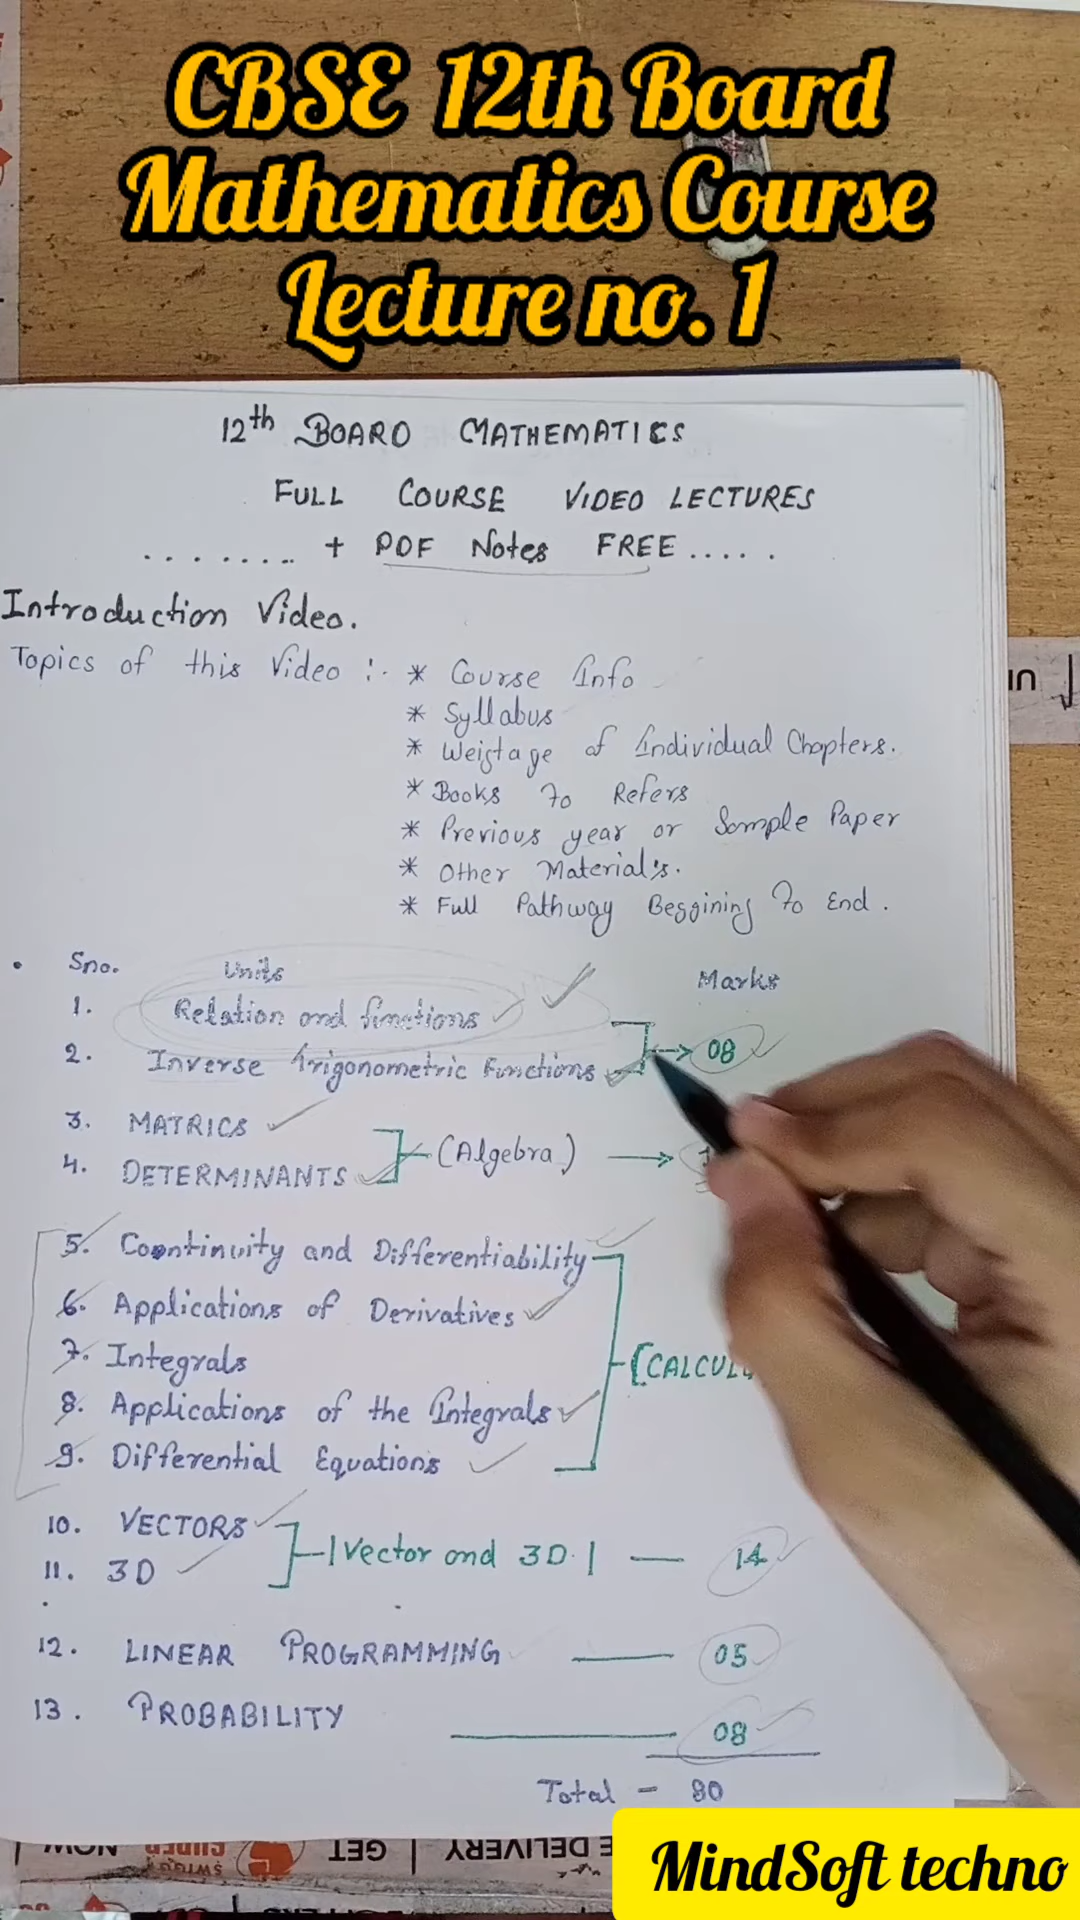 CBSE 12th Board
Mathematics Course
Lecture no. 1
12th BOARD MATHEMATICS
FULL COURSE VIDEO LECTURES
........ + PDF Notes FREE .....
Introduction Video.
Topics of this Video :- * Course Info
* Syllabus
* Weistage of Individual Chapters.
* Books To Refers
* Previous year or Sample Paper
* Other Material's.
* Full Pathway Beggining To End.
Sno. Units Marks
1. Relation and functions
2. Inverse Trigonometric Functions 08
3. MATRICS
4. DETERMINANTS (Algebra)
5. Continuity and Differentiability
6. Applications of Derivatives
7. Integrals [CALCUL
8. Applications of the Integrals
9. Differential Equations
10. VECTORS
11. 3D |Vector and 3D.| 14
12. LINEAR PROGRAMMING 05
13. PROBABILITY 08
Total - 80
DELIVERY | GET
MindSoft techno